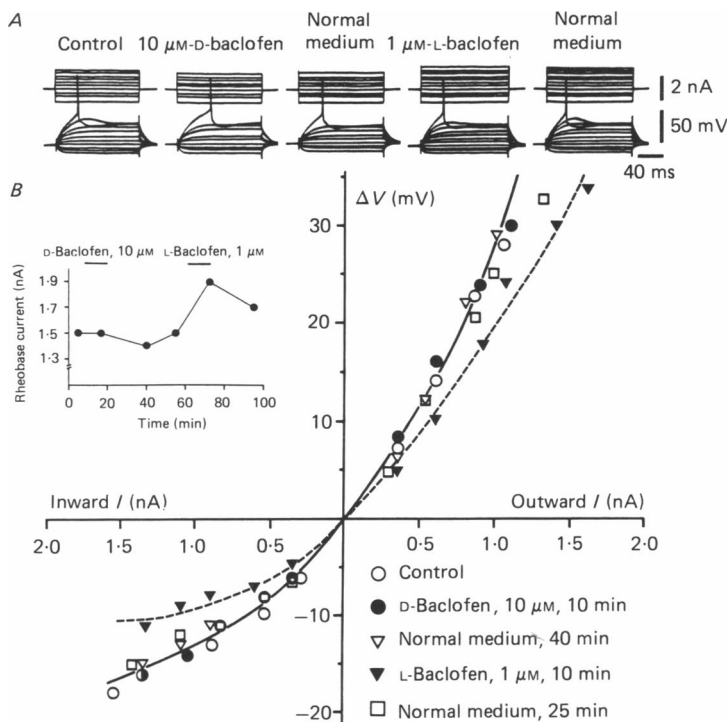 A
Control
10 μM-D-baclofen
Normal
medium
1 μM-L-baclofen
Normal
medium
2 nA
50 mV
40 ms
B
ΔV (mV)
D-Baclofen, 10 μM
L-Baclofen, 1 μM
Rheobase current (nA)
1·9
1·7
1·5
1·3
0 20 40 60 80 100
Time (min)
30
20
10
Inward I (nA)
Outward I (nA)
2·0 1·5 1·0 0·5 0·5 1·0 1·5 2·0
−10
−20
Control
D-Baclofen, 10 μM, 10 min
Normal medium, 40 min
L-Baclofen, 1 μM, 10 min
Normal medium, 25 min